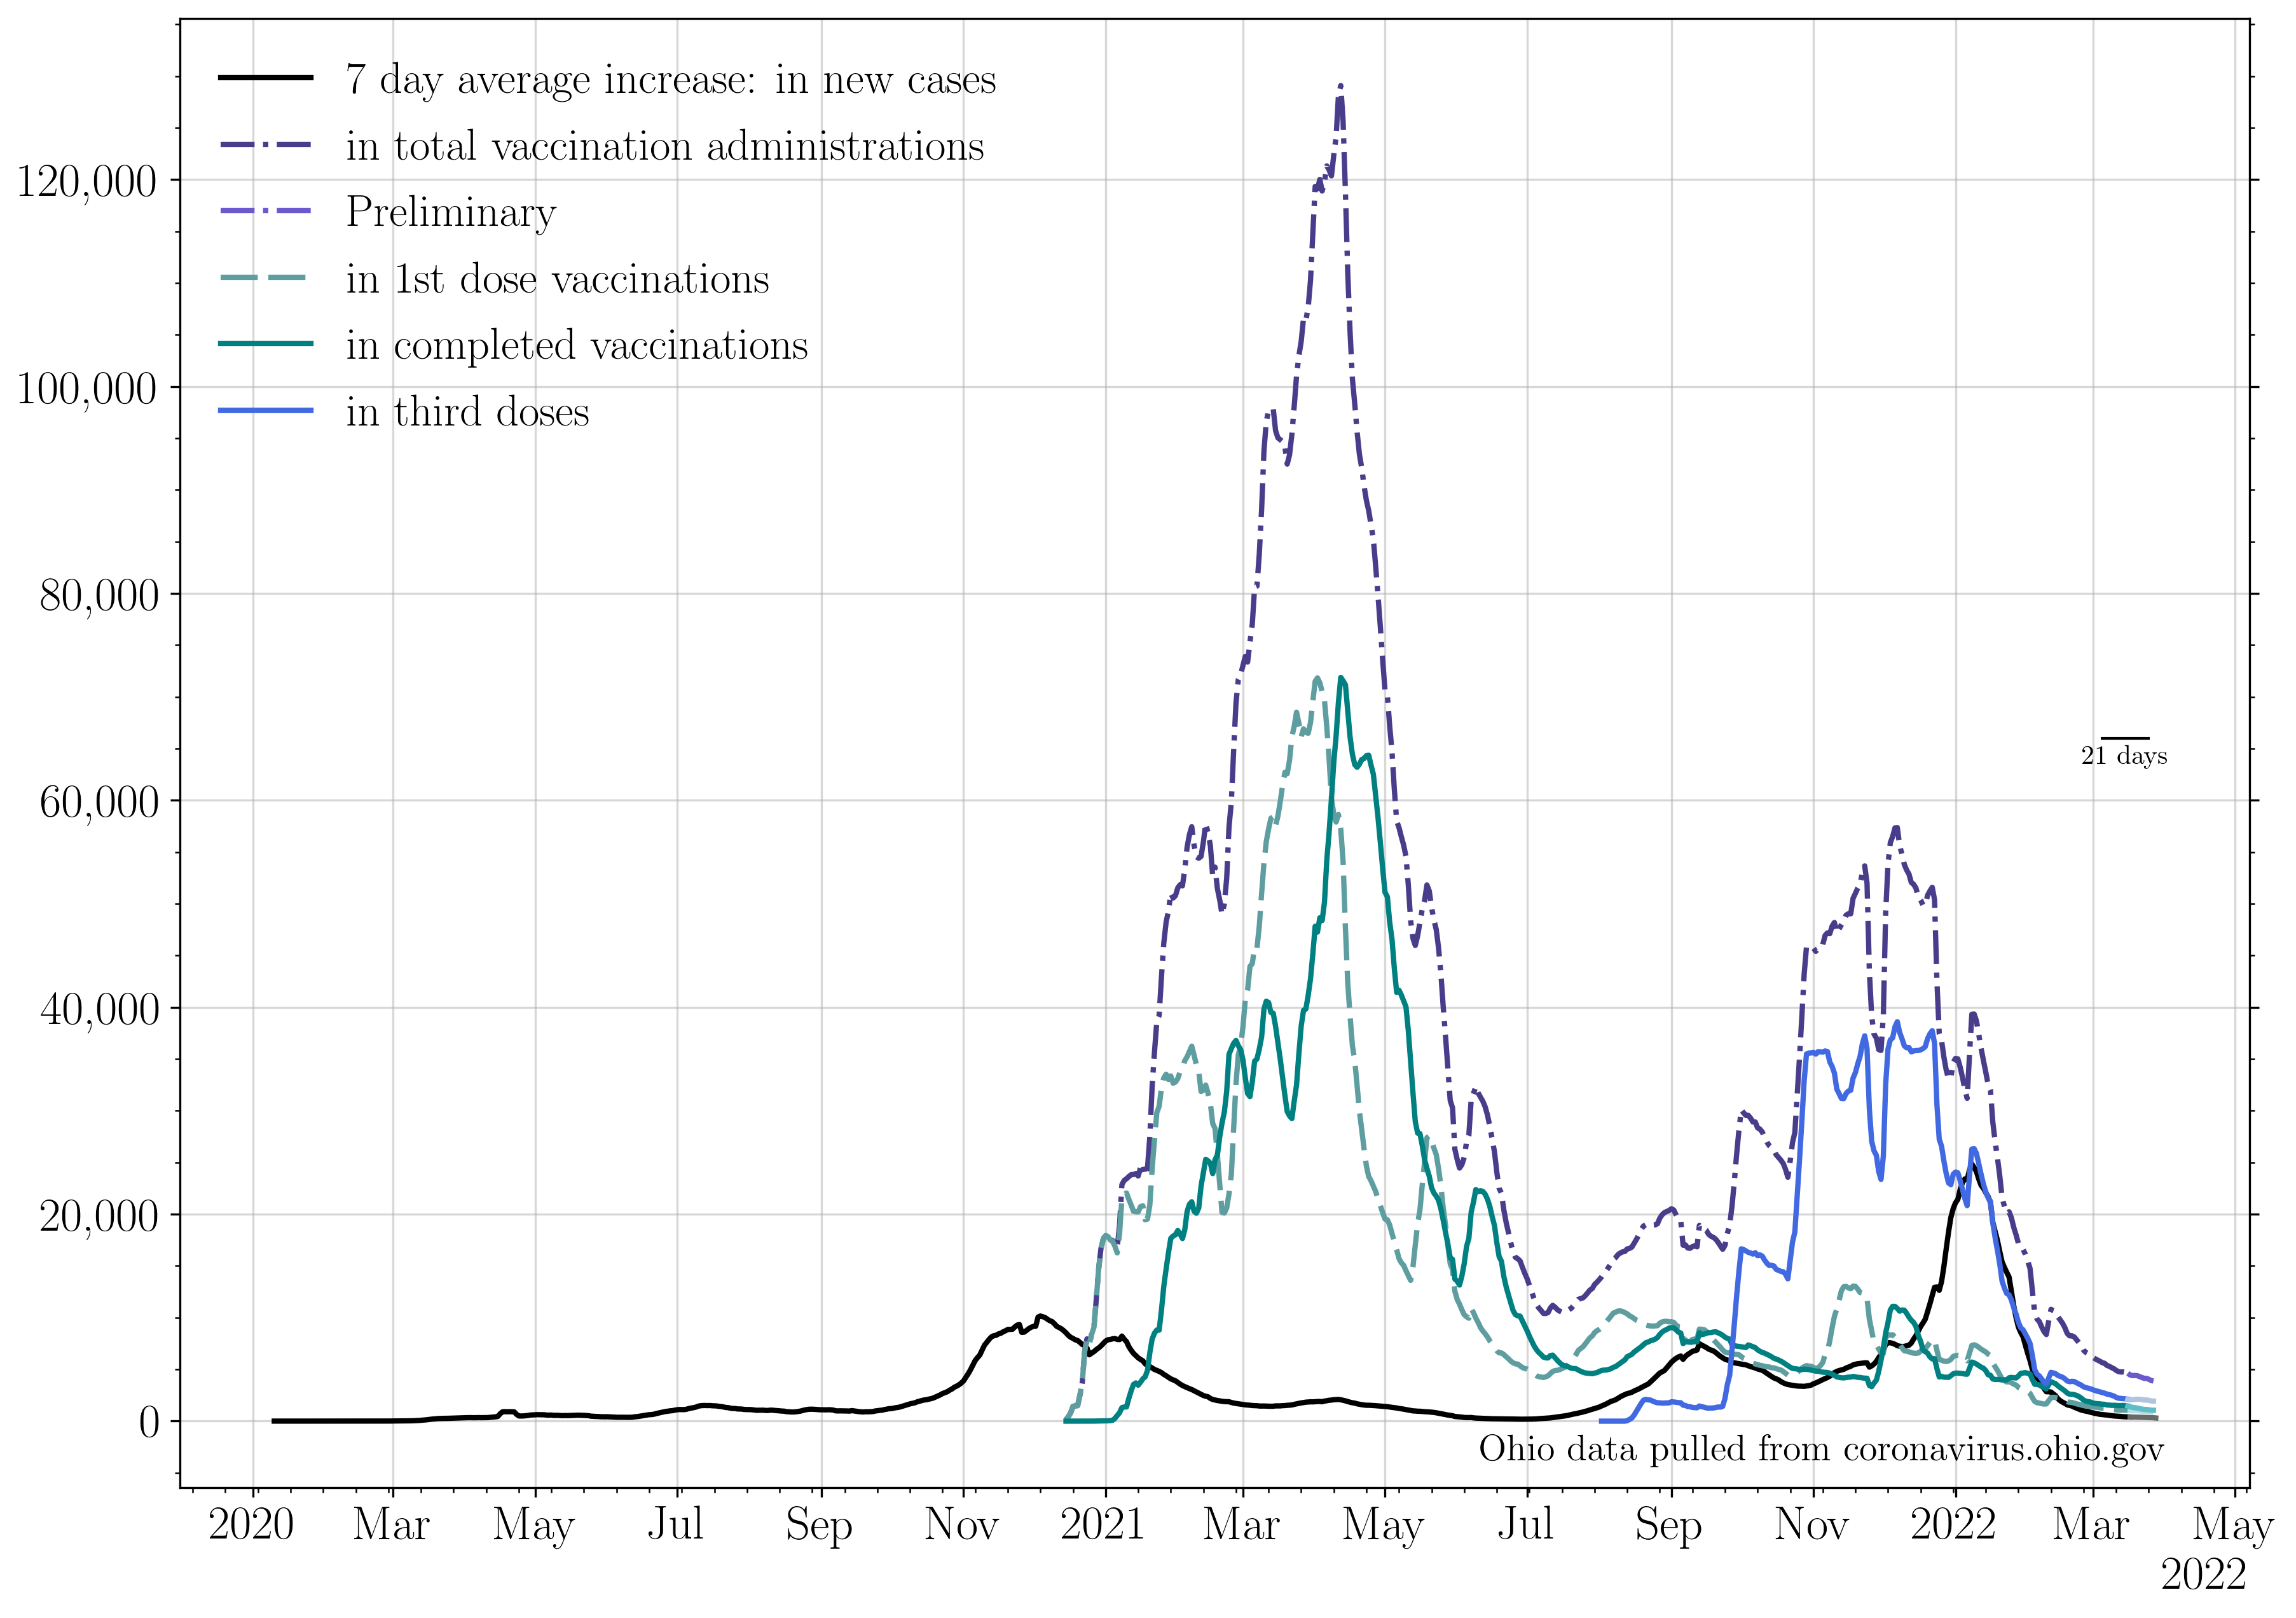 7 day average increase: in new cases
in total vaccination administrations
Preliminary
in 1st dose vaccinations
in completed vaccinations
in third doses
120,000
100,000
80,000
60,000
40,000
20,000
0
21 days
Ohio data pulled from coronavirus.ohio.gov
2020 Mar May Jul Sep Nov 2021 Mar May Jul Sep Nov 2022 Mar May
2022